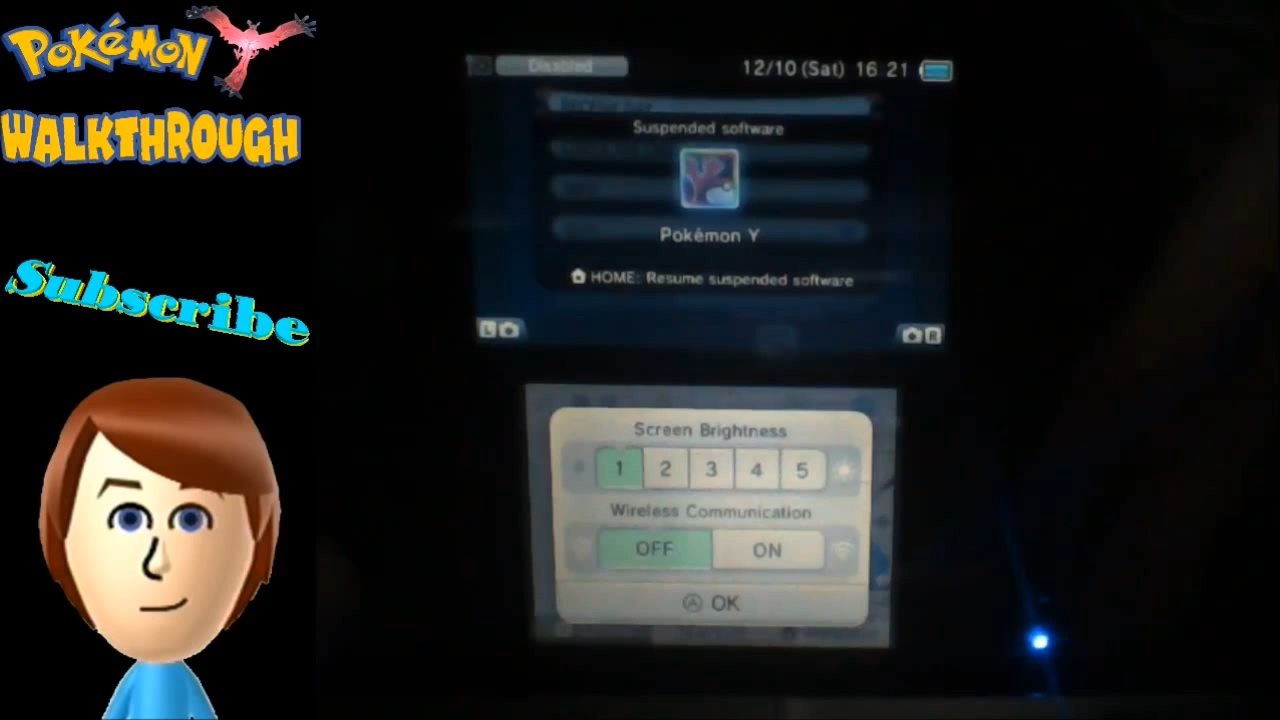 POKéMON
WALKTHROUGH
Subscribe
Disabled
12/10 (Sat) 16:21
Suspended software
Pokémon Y
HOME: Resume suspended software
L
R
Screen Brightness
1 2 3 4 5
Wireless Communication
OFF ON
A OK